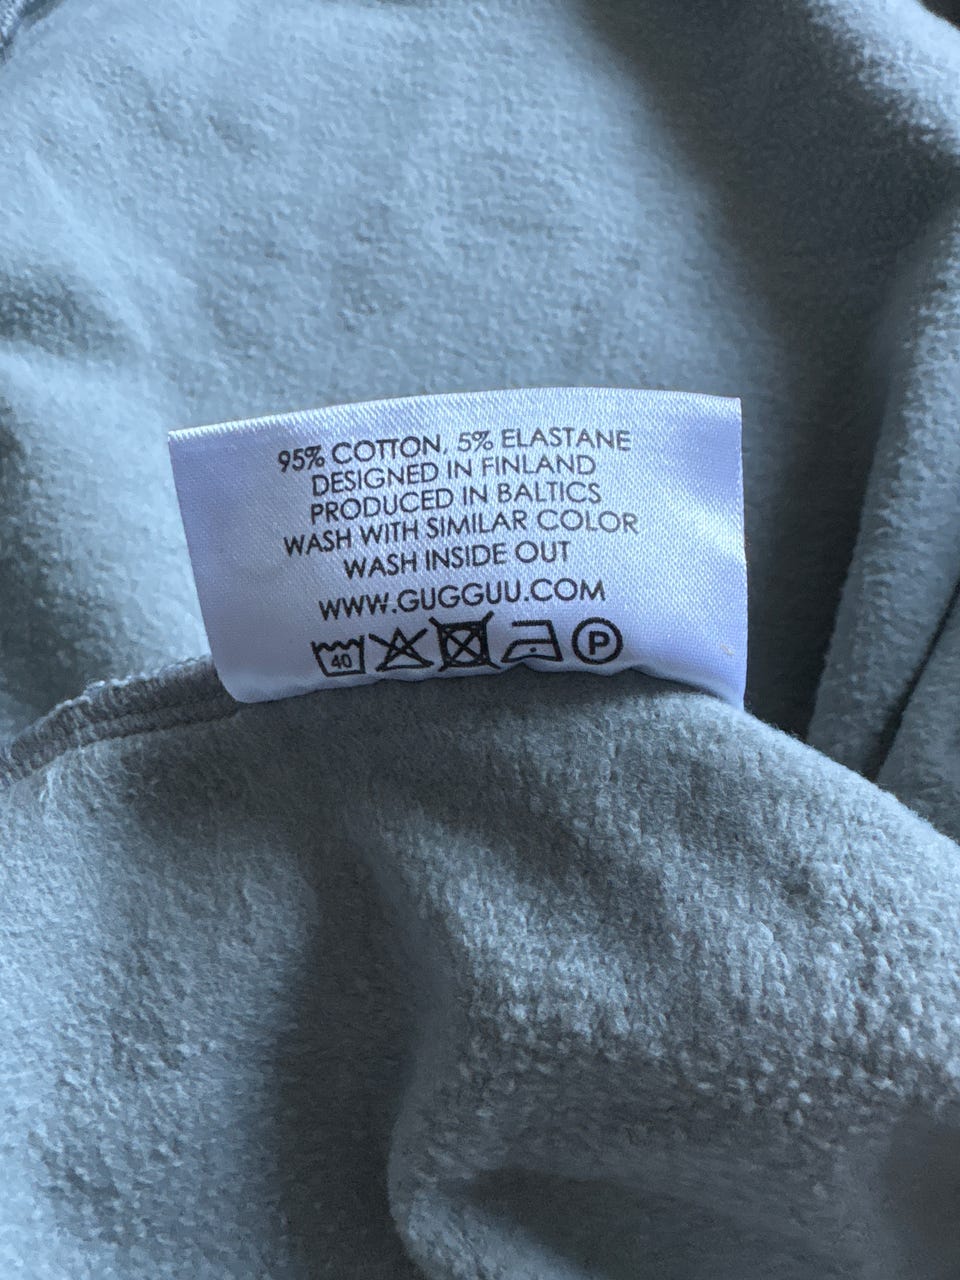 95% COTTON, 5% ELASTANE
DESIGNED IN FINLAND
PRODUCED IN BALTICS
WASH WITH SIMILAR COLOR
WASH INSIDE OUT
WWW.GUGGUU.COM
40 P